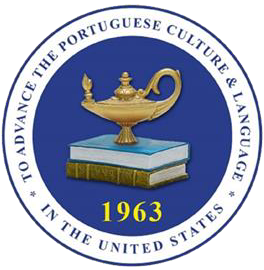 TO ADVANCE THE PORTUGUESE CULTURE & LANGUAGE
1963
* IN THE UNITED STATES *